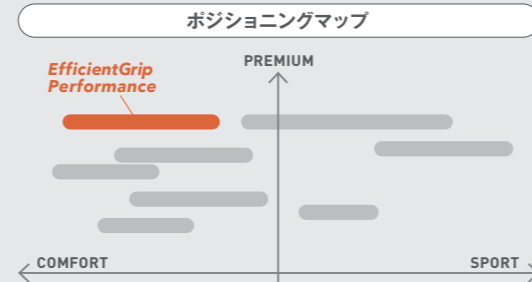 ポジショニングマップ
PREMIUM
EfficientGrip
Performance
COMFORT
SPORT